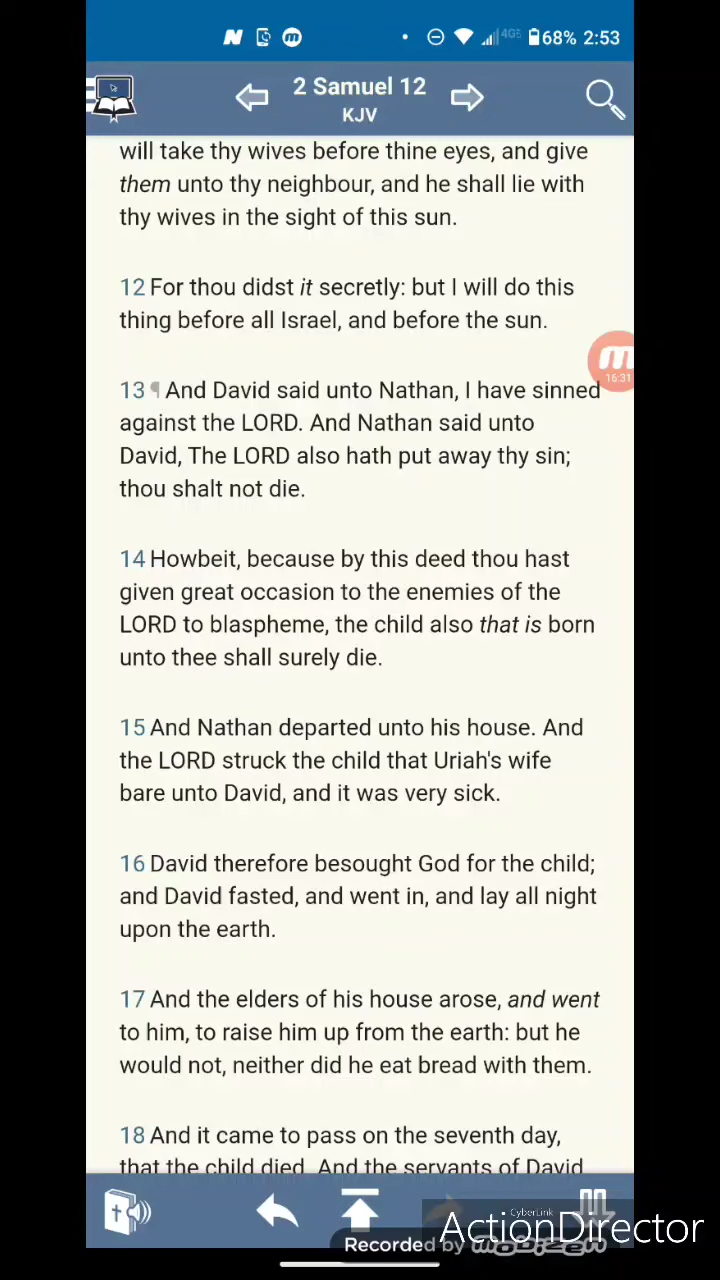 68% 2:53
2 Samuel 12
KJV
will take thy wives before thine eyes, and give
them unto thy neighbour, and he shall lie with
thy wives in the sight of this sun.
12 For thou didst it secretly: but I will do this
thing before all Israel, and before the sun.
16:31
13 ¶ And David said unto Nathan, I have sinned
against the LORD. And Nathan said unto
David, The LORD also hath put away thy sin;
thou shalt not die.
14 Howbeit, because by this deed thou hast
given great occasion to the enemies of the
LORD to blaspheme, the child also that is born
unto thee shall surely die.
15 And Nathan departed unto his house. And
the LORD struck the child that Uriah's wife
bare unto David, and it was very sick.
16 David therefore besought God for the child;
and David fasted, and went in, and lay all night
upon the earth.
17 And the elders of his house arose, and went
to him, to raise him up from the earth: but he
would not, neither did he eat bread with them.
18 And it came to pass on the seventh day,
that the child died. And the servants of David
CyberLink
ActionDirector
Recorded by mobizen